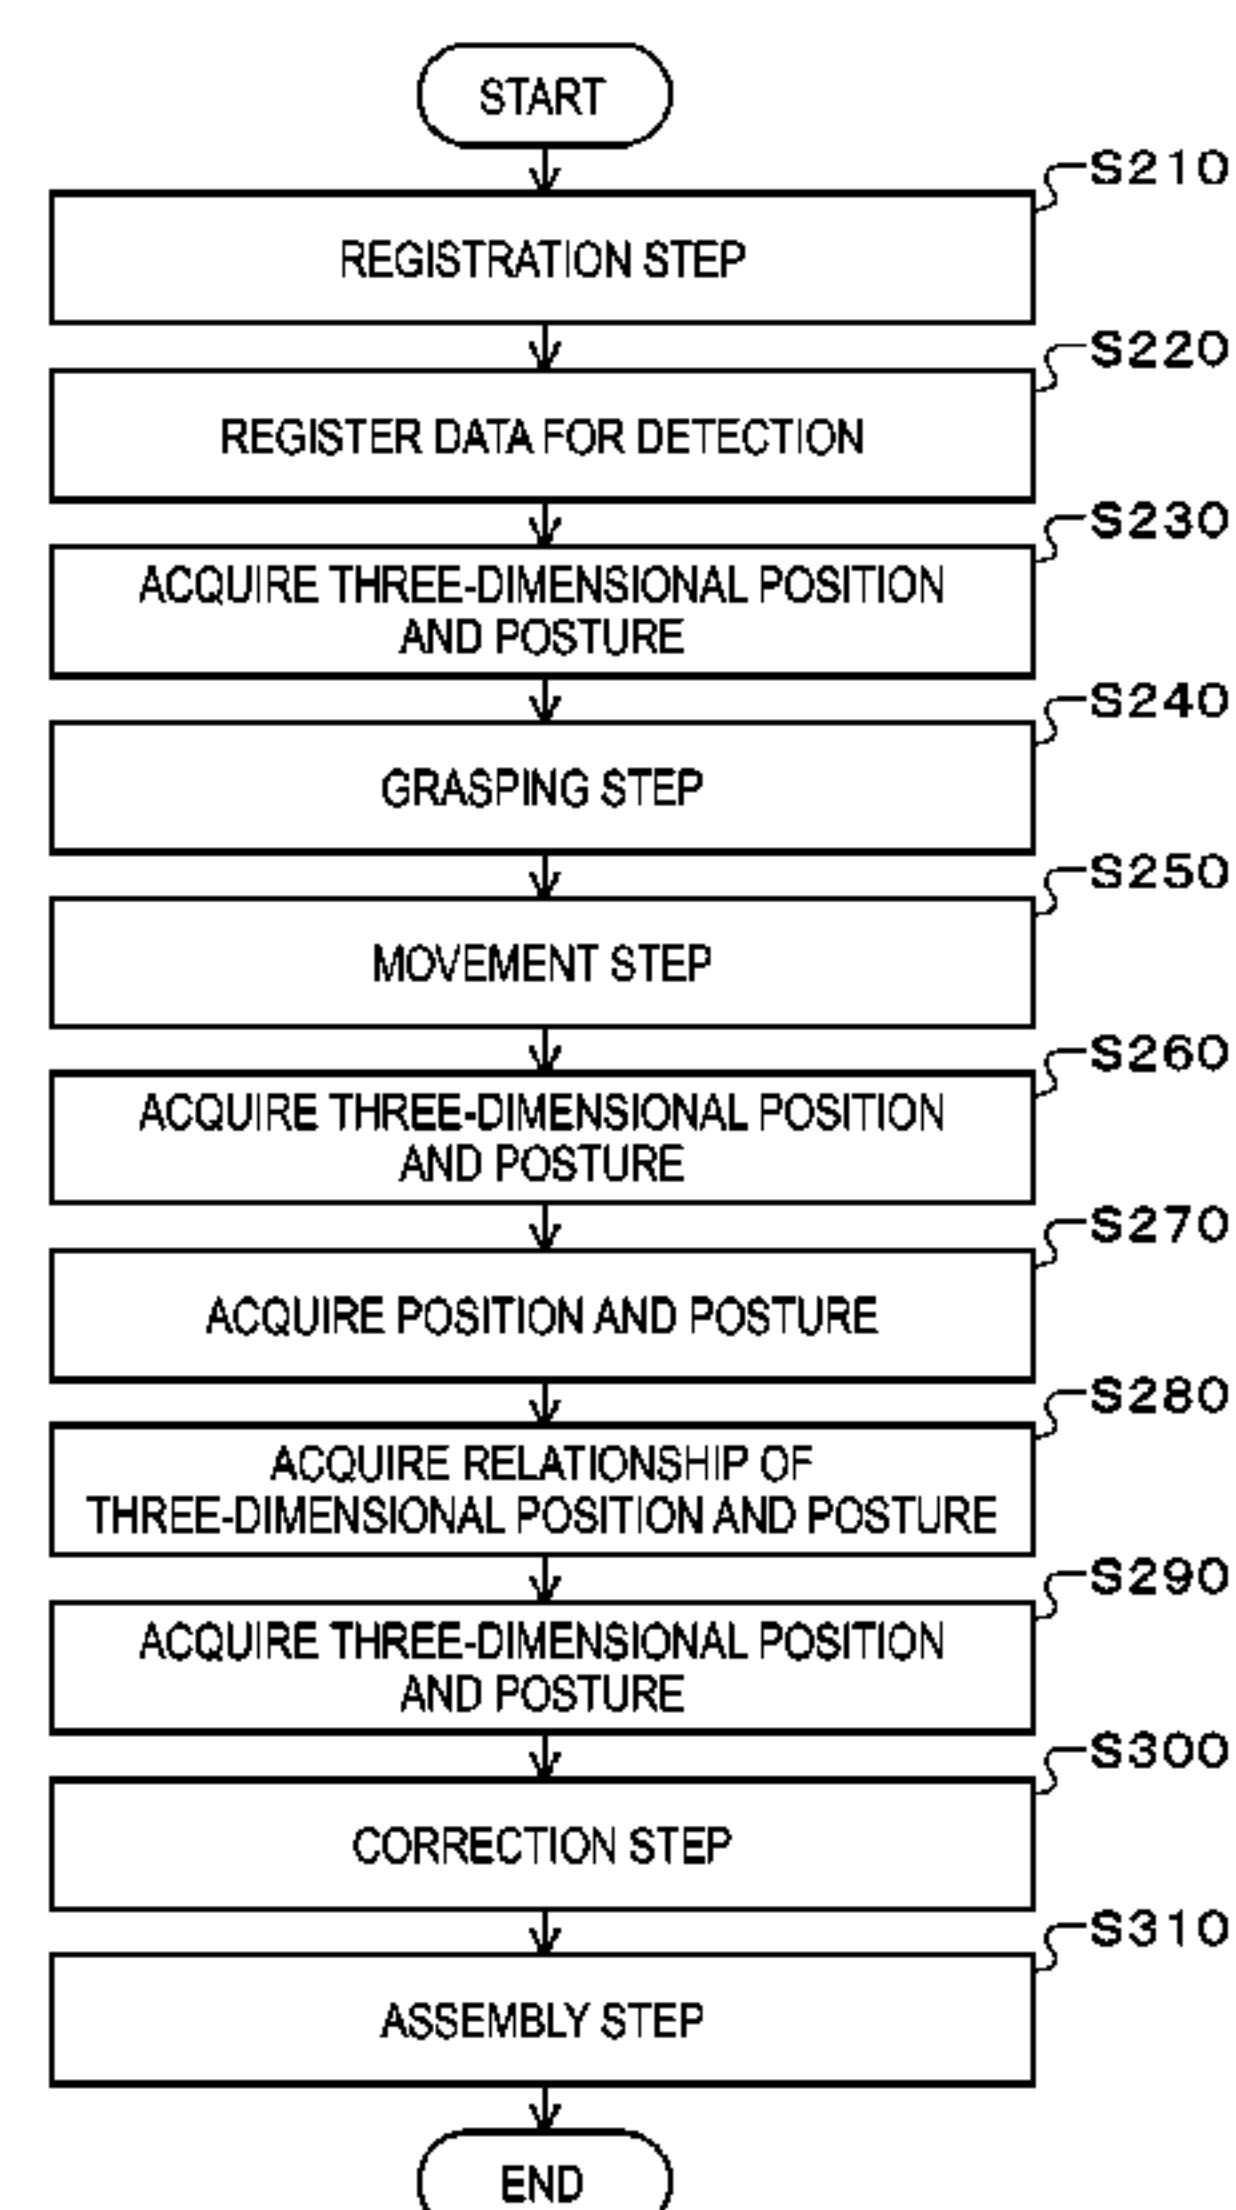 START
S210
REGISTRATION STEP
S220
REGISTER DATA FOR DETECTION
S230
ACQUIRE THREE-DIMENSIONAL POSITION
AND POSTURE
S240
GRASPING STEP
S250
MOVEMENT STEP
S260
ACQUIRE THREE-DIMENSIONAL POSITION
AND POSTURE
S270
ACQUIRE POSITION AND POSTURE
S280
ACQUIRE RELATIONSHIP OF
THREE-DIMENSIONAL POSITION AND POSTURE
S290
ACQUIRE THREE-DIMENSIONAL POSITION
AND POSTURE
S300
CORRECTION STEP
S310
ASSEMBLY STEP
END